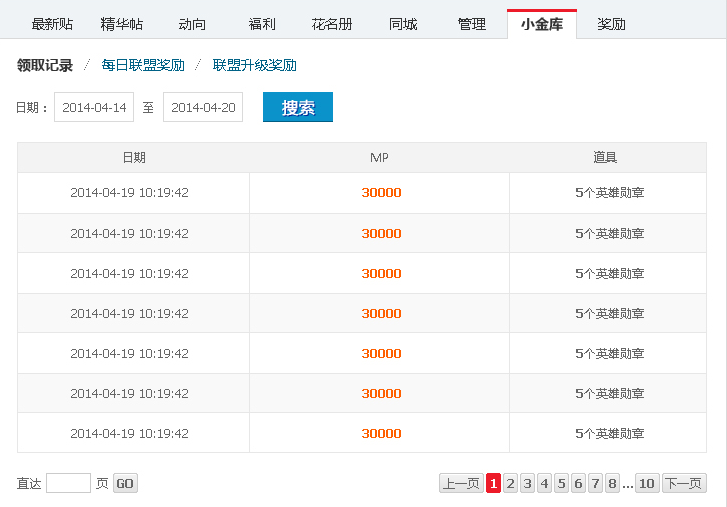 最新贴 精华帖 动向 福利 花名册 同城 管理 小金库 奖励
领取记录 / 每日联盟奖励 / 联盟升级奖励
日期： 2014-04-14 至 2014-04-20 搜索
日期 MP 道具
2014-04-19 10:19:42 30000 5个英雄勋章
2014-04-19 10:19:42 30000 5个英雄勋章
2014-04-19 10:19:42 30000 5个英雄勋章
2014-04-19 10:19:42 30000 5个英雄勋章
2014-04-19 10:19:42 30000 5个英雄勋章
2014-04-19 10:19:42 30000 5个英雄勋章
2014-04-19 10:19:42 30000 5个英雄勋章
直达 页 GO 上一页 1 2 3 4 5 6 7 8 ... 10 下一页